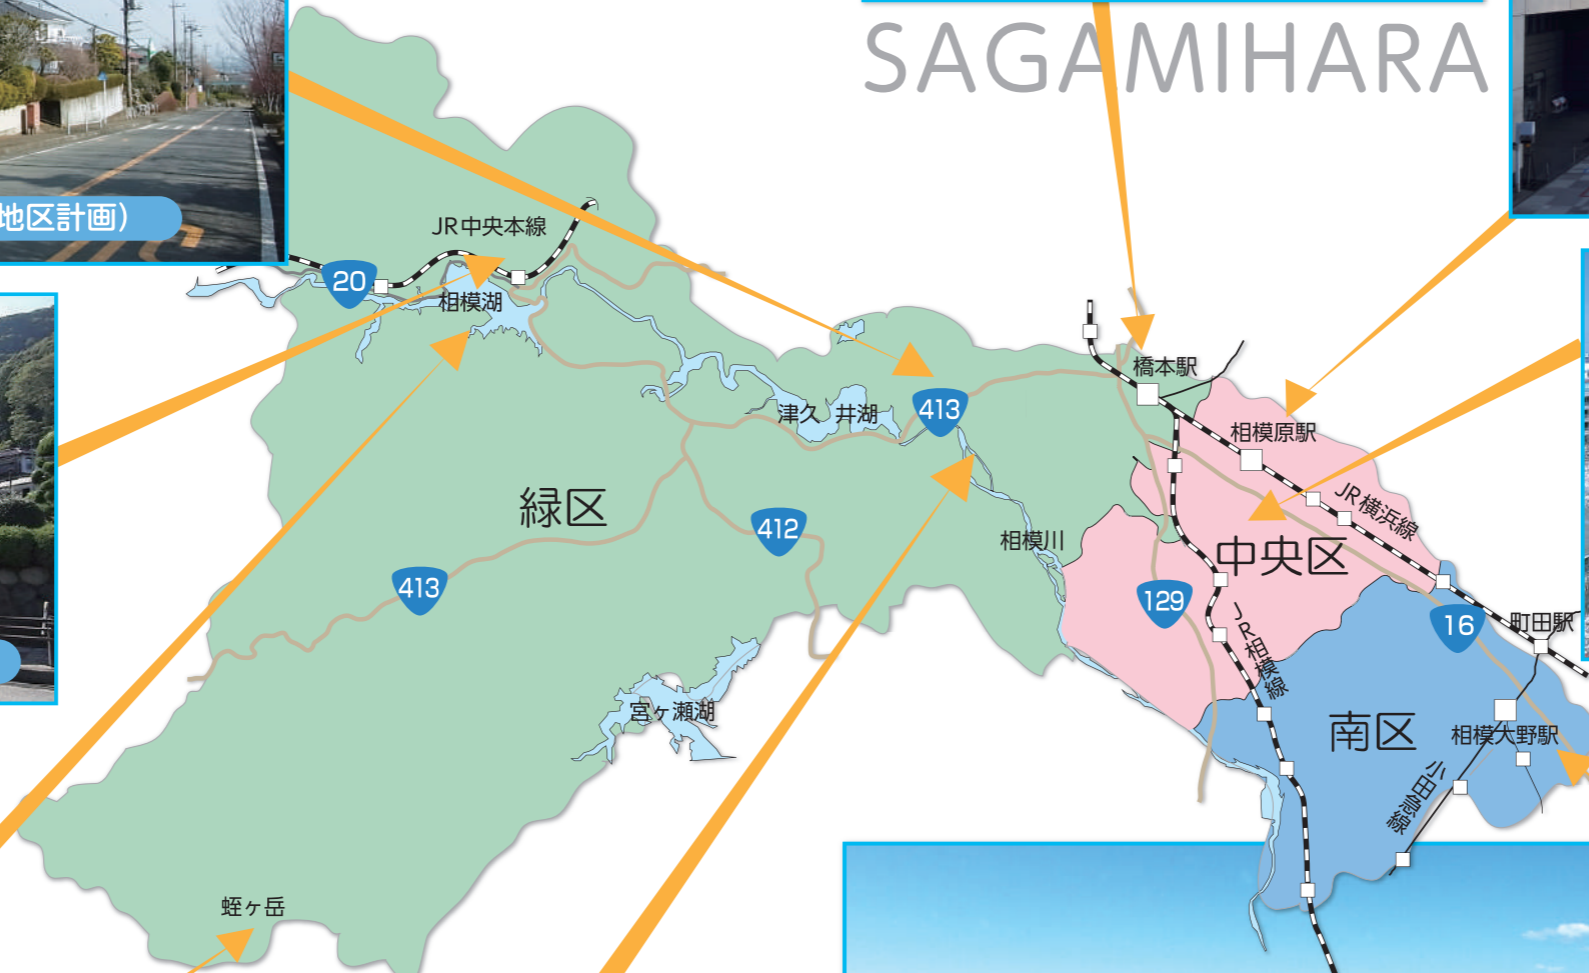 SAGAMIHARA
地区計画）
JR中央本線
20
相模湖
橋本駅
津久井湖
413
相模原駅
JR横浜線
緑区
412
相模川
中央区
413
129
JR相模線
16
町田駅
宮ヶ瀬湖
南区
相模大野駅
小田急線
蛭ヶ岳